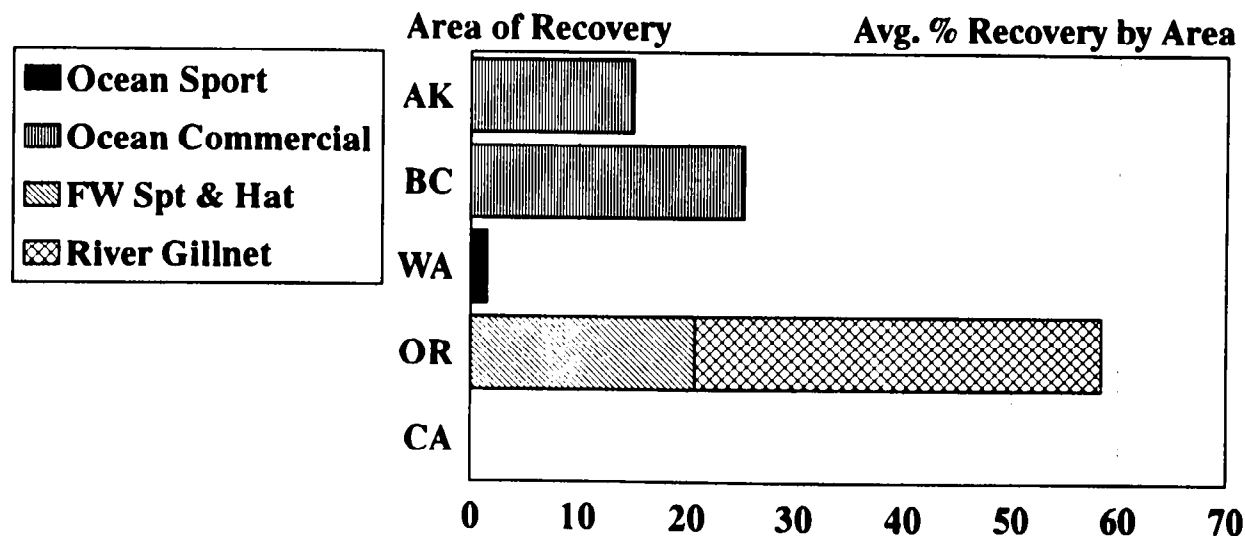 Area of Recovery
Avg. % Recovery by Area
Ocean Sport
Ocean Commercial
FW Spt & Hat
River Gillnet
AK
BC
WA
OR
CA
0 10 20 30 40 50 60 70